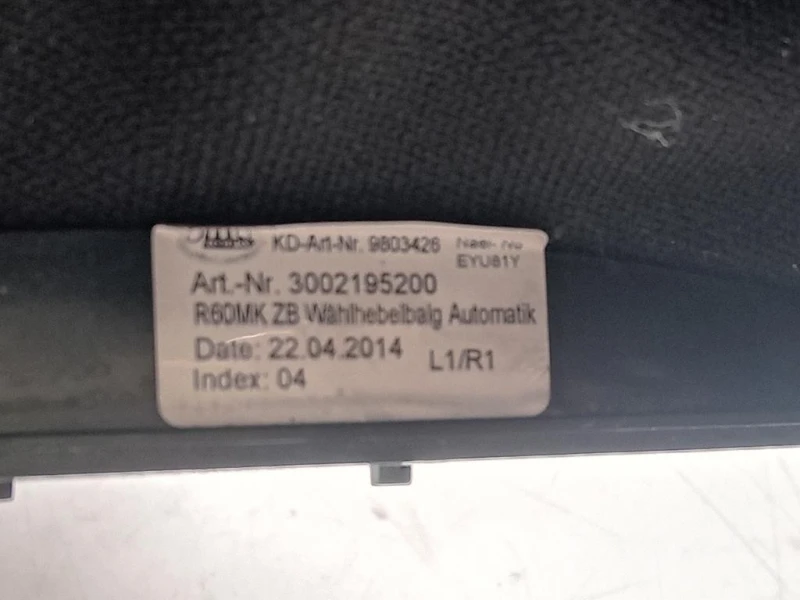 KD-Art-Nr. 9803426
EYU81Y
Art.-Nr. 3002195200
R60MK ZB Wählhebelbalg Automatik
Date: 22.04.2014
L1/R1
Index: 04